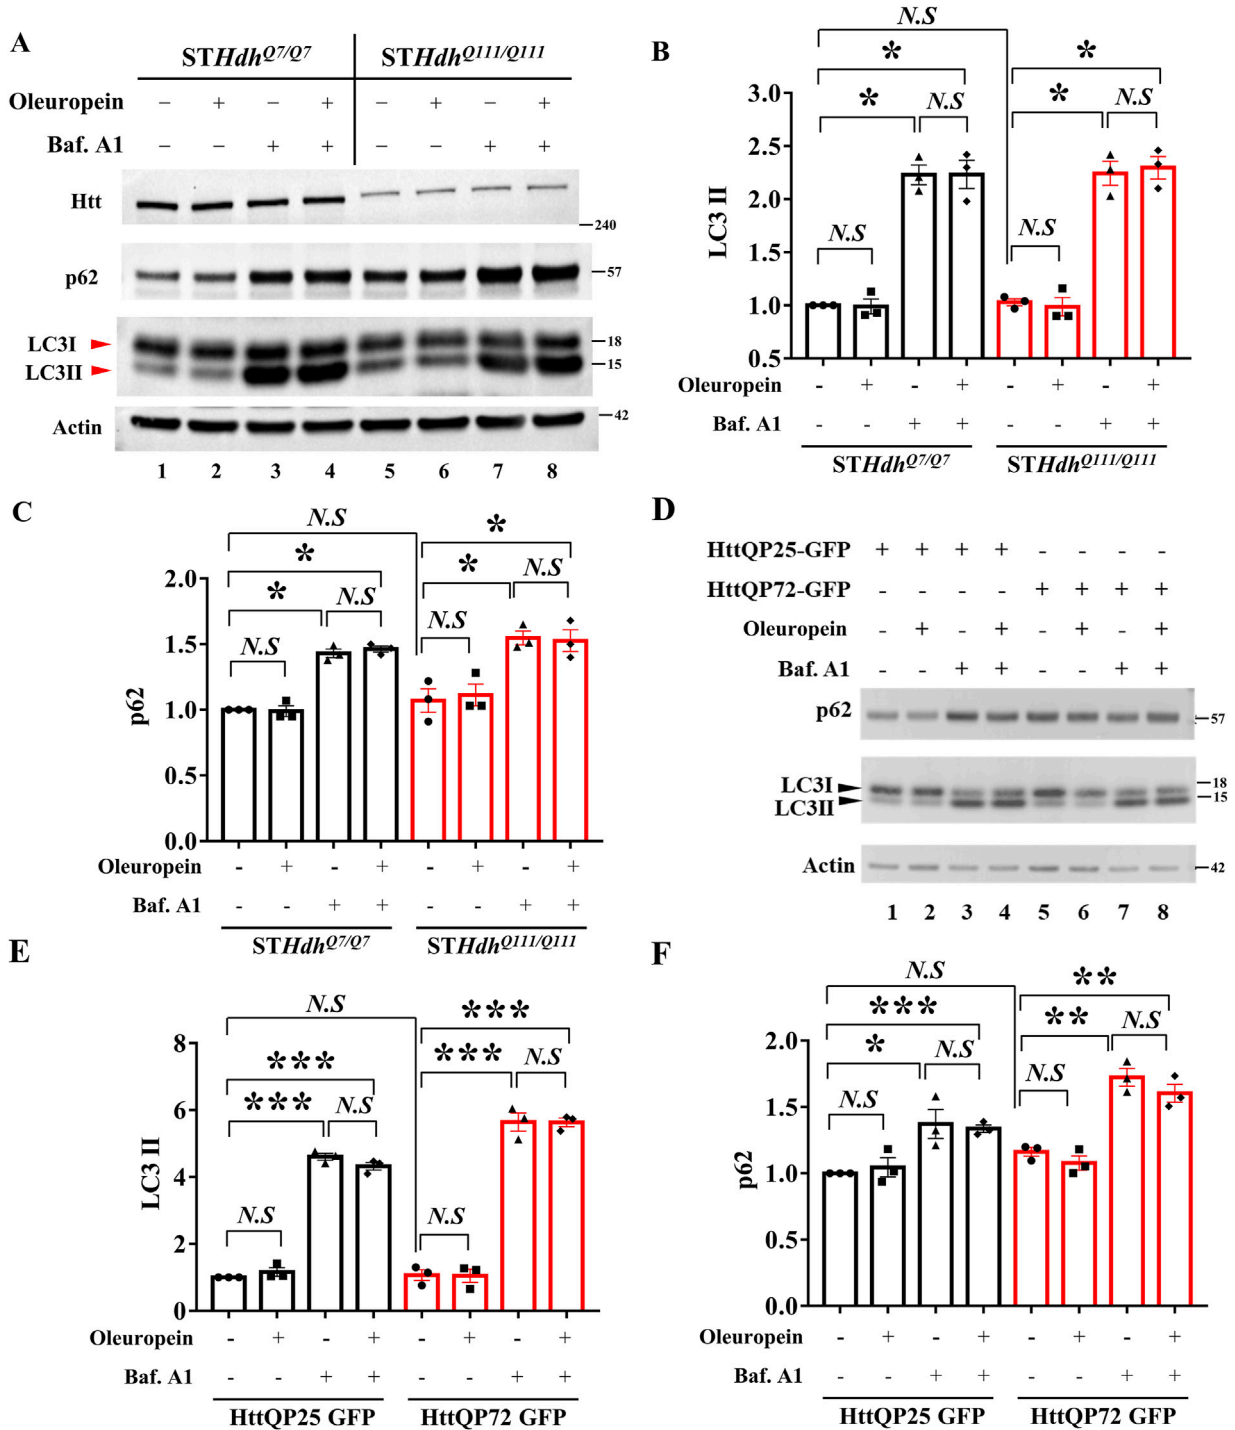 A
STHdhQ7/Q7 STHdhQ111/Q111
Oleuropein – + – + – + – +
Baf. A1 – – + + – – + +
Htt
240
p62
57
LC3I
18
LC3II
15
Actin
42
1 2 3 4 5 6 7 8
B
N.S
* *
* N.S * N.S
N.S N.S
LC3 II
3.0
2.5
2.0
1.5
1.0
0.5
Oleuropein - + - + - + - +
Baf. A1 - - + + - - + +
STHdhQ7/Q7 STHdhQ111/Q111
C
N.S
* *
* N.S * N.S
N.S N.S
p62
2.0
1.5
1.0
0.5
0.0
Oleuropein - + - + - + - +
Baf. A1 - - + + - - + +
STHdhQ7/Q7 STHdhQ111/Q111
D
HttQP25-GFP + + + + - - - -
HttQP72-GFP - - - - + + + +
Oleuropein - + - + - + - +
Baf. A1 - - + + - - + +
p62
57
LC3I
18
LC3II
15
Actin
42
1 2 3 4 5 6 7 8
E
N.S
*** ***
*** N.S *** N.S
N.S N.S
LC3 II
8
6
4
2
0
Oleuropein - + - + - + - +
Baf. A1 - - + + - - + +
HttQP25 GFP HttQP72 GFP
F
N.S
*** **
* N.S ** N.S
N.S N.S
p62
2.0
1.5
1.0
0.5
0.0
Oleuropein - + - + - + - +
Baf. A1 - - + + - - + +
HttQP25 GFP HttQP72 GFP